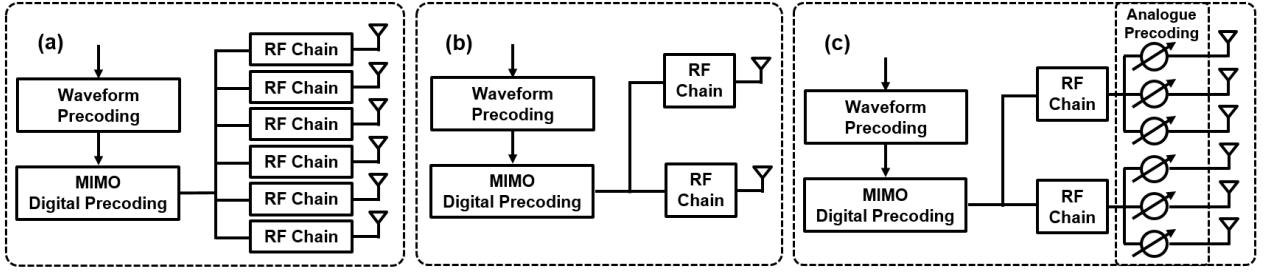 (a)
Waveform
Precoding
MIMO
Digital Precoding
RF Chain
RF Chain
RF Chain
RF Chain
RF Chain
RF Chain
(b)
Waveform
Precoding
MIMO
Digital Precoding
RF
Chain
RF
Chain
(c)
Waveform
Precoding
MIMO
Digital Precoding
RF
Chain
RF
Chain
Analogue
Precoding